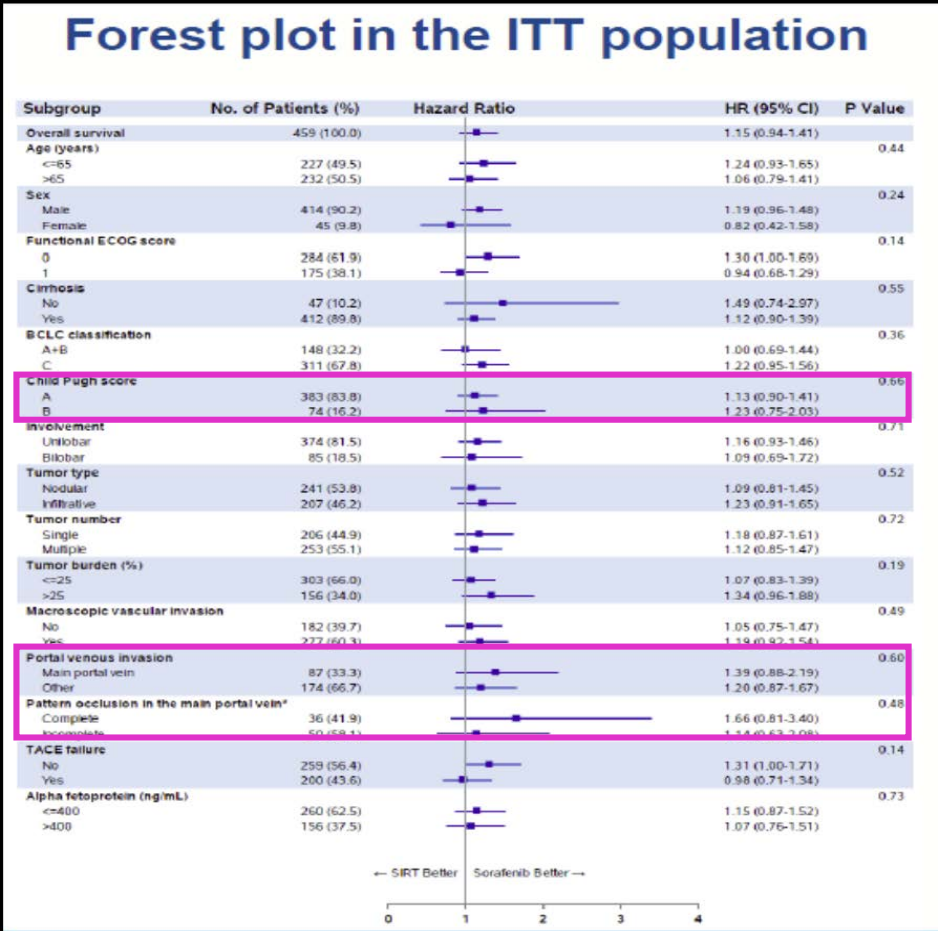 Forest plot in the ITT population
Subgroup No. of Patients (%) Hazard Ratio HR (95% CI) P Value
Overall survival 459 (100.0) 1.15 (0.94-1.41)
Age (years) 0.44
<=65 227 (49.5) 1.24 (0.93-1.65)
>65 232 (50.5) 1.06 (0.79-1.41)
Sex 0.24
Male 414 (90.2) 1.19 (0.96-1.48)
Female 45 (9.8) 0.82 (0.42-1.58)
Functional ECOG score 0.14
0 284 (61.9) 1.30 (1.00-1.69)
1 175 (38.1) 0.94 (0.68-1.29)
Cirrhosis 0.55
No 47 (10.2) 1.49 (0.74-2.97)
Yes 412 (89.8) 1.12 (0.90-1.39)
BCLC classification 0.36
A+B 148 (32.2) 1.00 (0.69-1.44)
C 311 (67.8) 1.22 (0.95-1.56)
Child Pugh score 0.66
A 383 (83.8) 1.13 (0.90-1.41)
B 74 (16.2) 1.23 (0.75-2.03)
Involvement 0.71
Unilobar 374 (81.5) 1.16 (0.93-1.46)
Bilobar 85 (18.5) 1.09 (0.69-1.72)
Tumor type 0.52
Nodular 241 (53.8) 1.09 (0.81-1.45)
Infiltrative 207 (46.2) 1.23 (0.91-1.65)
Tumor number 0.72
Single 206 (44.9) 1.18 (0.87-1.61)
Multiple 253 (55.1) 1.12 (0.85-1.47)
Tumor burden (%) 0.19
<=25 303 (66.0) 1.07 (0.83-1.39)
>25 156 (34.0) 1.34 (0.96-1.88)
Macroscopic vascular invasion 0.49
No 182 (39.7) 1.05 (0.75-1.47)
Yes 277 (60.3) 1.19 (0.92-1.54)
Portal venous invasion 0.60
Main portal vein 87 (33.3) 1.39 (0.88-2.19)
Other 174 (66.7) 1.20 (0.87-1.67)
Pattern occlusion in the main portal vein* 0.48
Complete 36 (41.9) 1.66 (0.81-3.40)
Incomplete 50 (58.1) 1.14 (0.63-2.08)
TACE failure 0.14
No 259 (56.4) 1.31 (1.00-1.71)
Yes 200 (43.6) 0.98 (0.71-1.34)
Alpha fetoprotein (ng/mL) 0.73
<=400 260 (62.5) 1.15 (0.87-1.52)
>400 156 (37.5) 1.07 (0.76-1.51)
← SIRT Better Sorafenib Better →
0 1 2 3 4